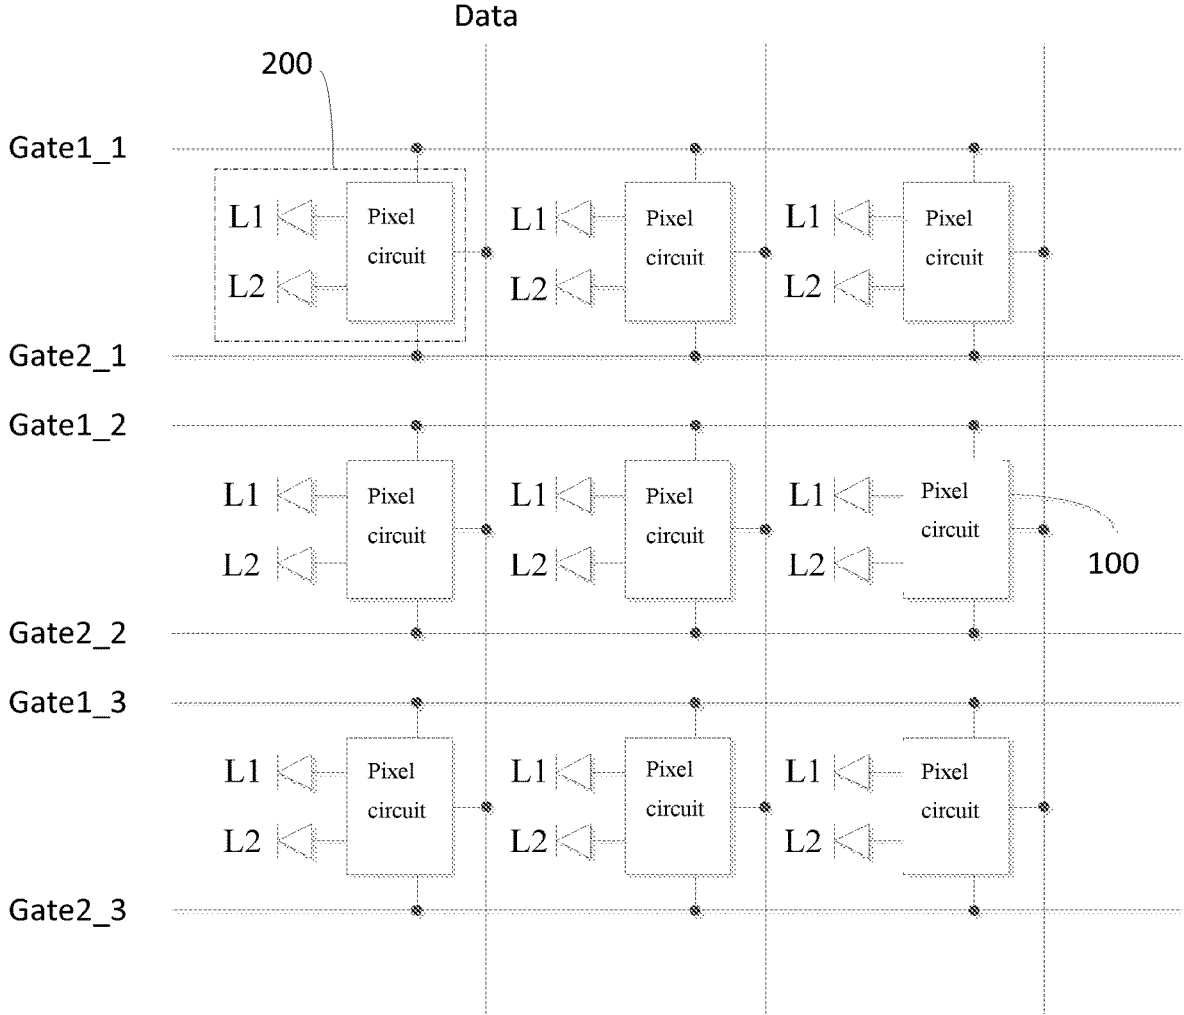 Data
200
Gate1_1
L1 Pixel L1 Pixel L1 Pixel
circuit circuit circuit
L2 L2 L2
Gate2_1
Gate1_2
L1 Pixel L1 Pixel L1 Pixel
circuit circuit circuit
L2 L2 L2 100
Gate2_2
Gate1_3
L1 Pixel L1 Pixel L1 Pixel
circuit circuit circuit
L2 L2 L2
Gate2_3